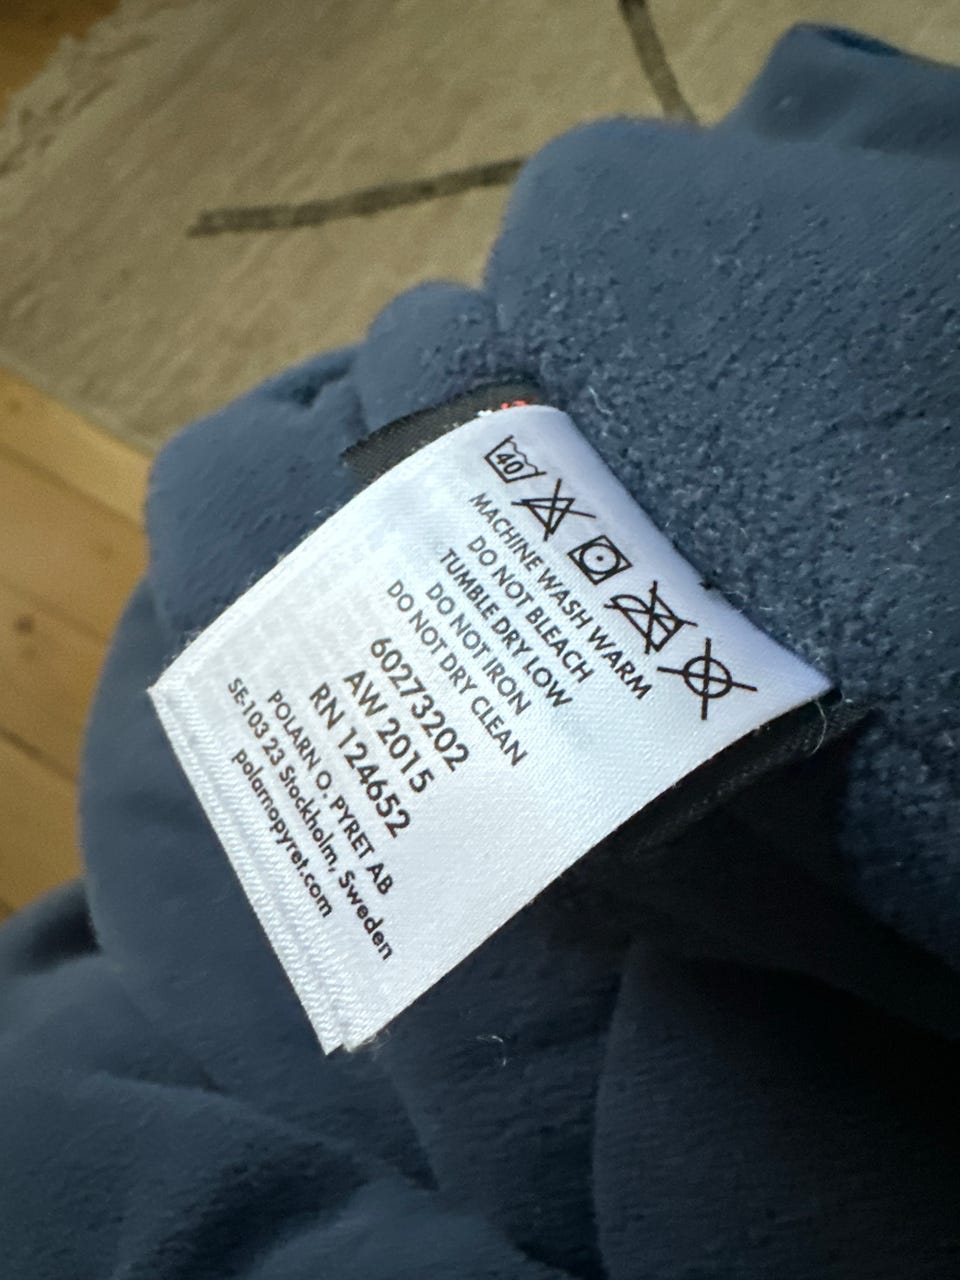 40
MACHINE WASH WARM
DO NOT BLEACH
TUMBLE DRY LOW
DO NOT IRON
DO NOT DRY CLEAN
60273202
AW 2015
RN 124652
POLARN O. PYRET AB
SE-103 23 Stockholm, Sweden
polarnopyret.com